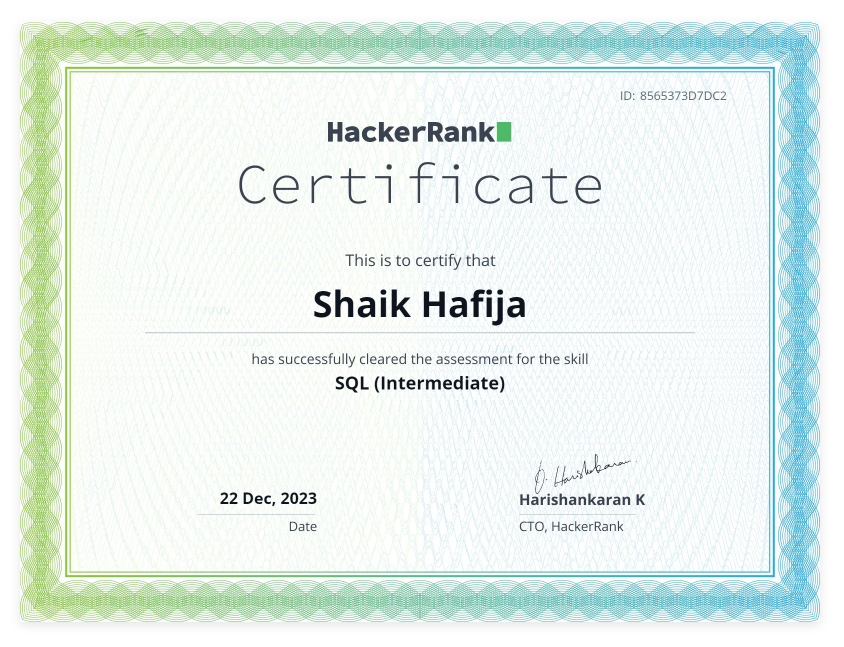 ID: 8565373D7DC2
HackerRank
Certificate
This is to certify that
Shaik Hafija
has successfully cleared the assessment for the skill
SQL (Intermediate)
22 Dec, 2023
Date
Harishankaran K
CTO, HackerRank